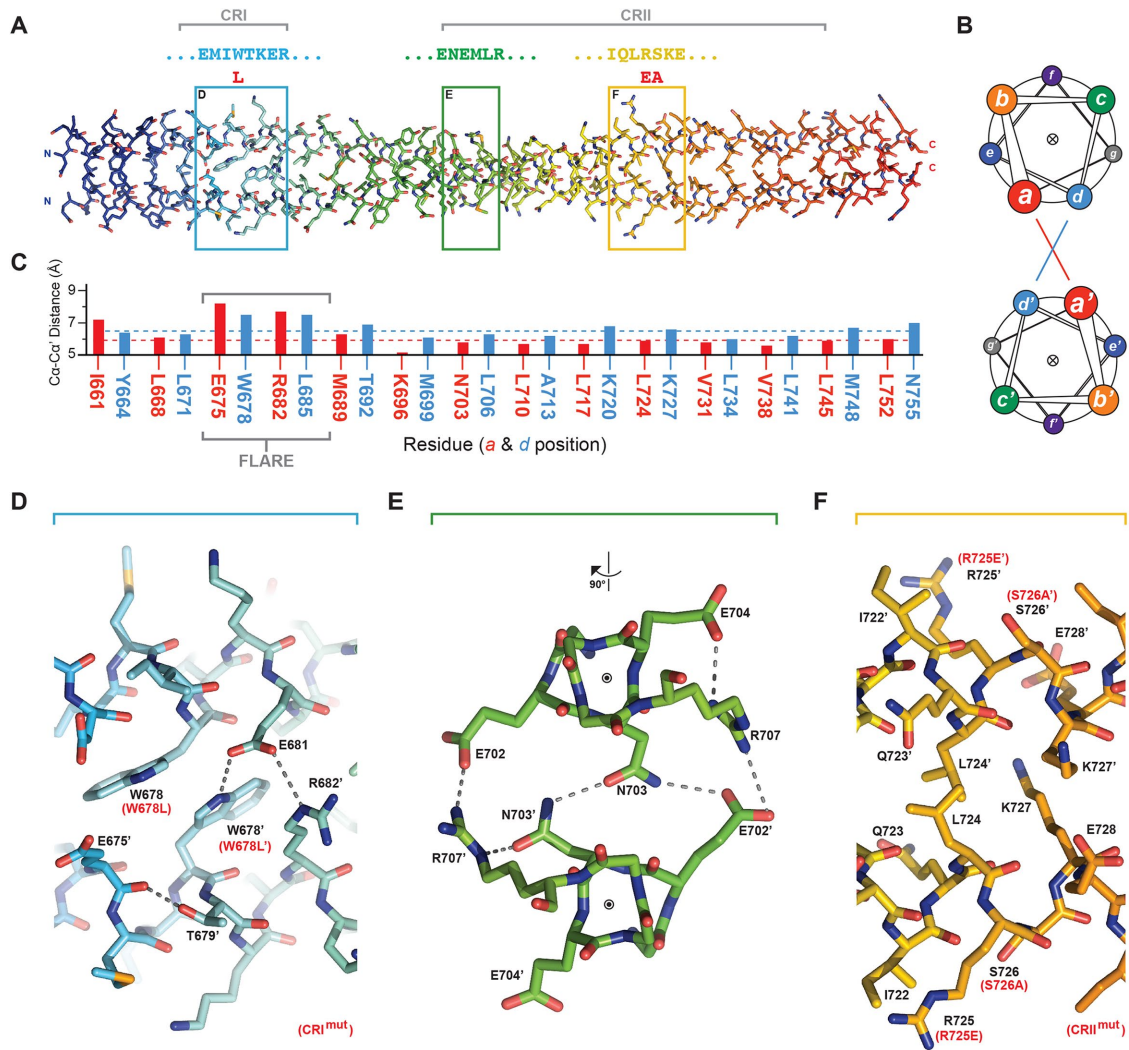 A
CRI
CRII
B
...EMIWTKER...
...ENEMLR...
...IQLRSKE...
L
EA
D
E
F
N
N
C
C
f
b
c
e
g
a
d
d'
a'
g
e'
c'
b'
f'
C
Cα-Cα' Distance (Å)
9
7
5
I661 Y664 L668 L671 E675 W678 R682 L685 M689 T692 K696 M699 N703 L706 L710 A713 L717 K720 L724 K727 V731 L734 V738 L741 L745 M748 L752 N755
FLARE
Residue (a & d position)
D
E681
W678
(W678L)
R682'
W678'
(W678L')
E675'
T679'
(CRImut)
E
90º
E704
E702
R707
N703
N703'
E702'
R707'
E704'
F
(R725E')
R725'
(S726A')
S726'
I722'
E728'
Q723'
L724'
K727'
K727
L724
Q723
E728
S726
(S726A)
I722
R725
(R725E)
(CRIImut)